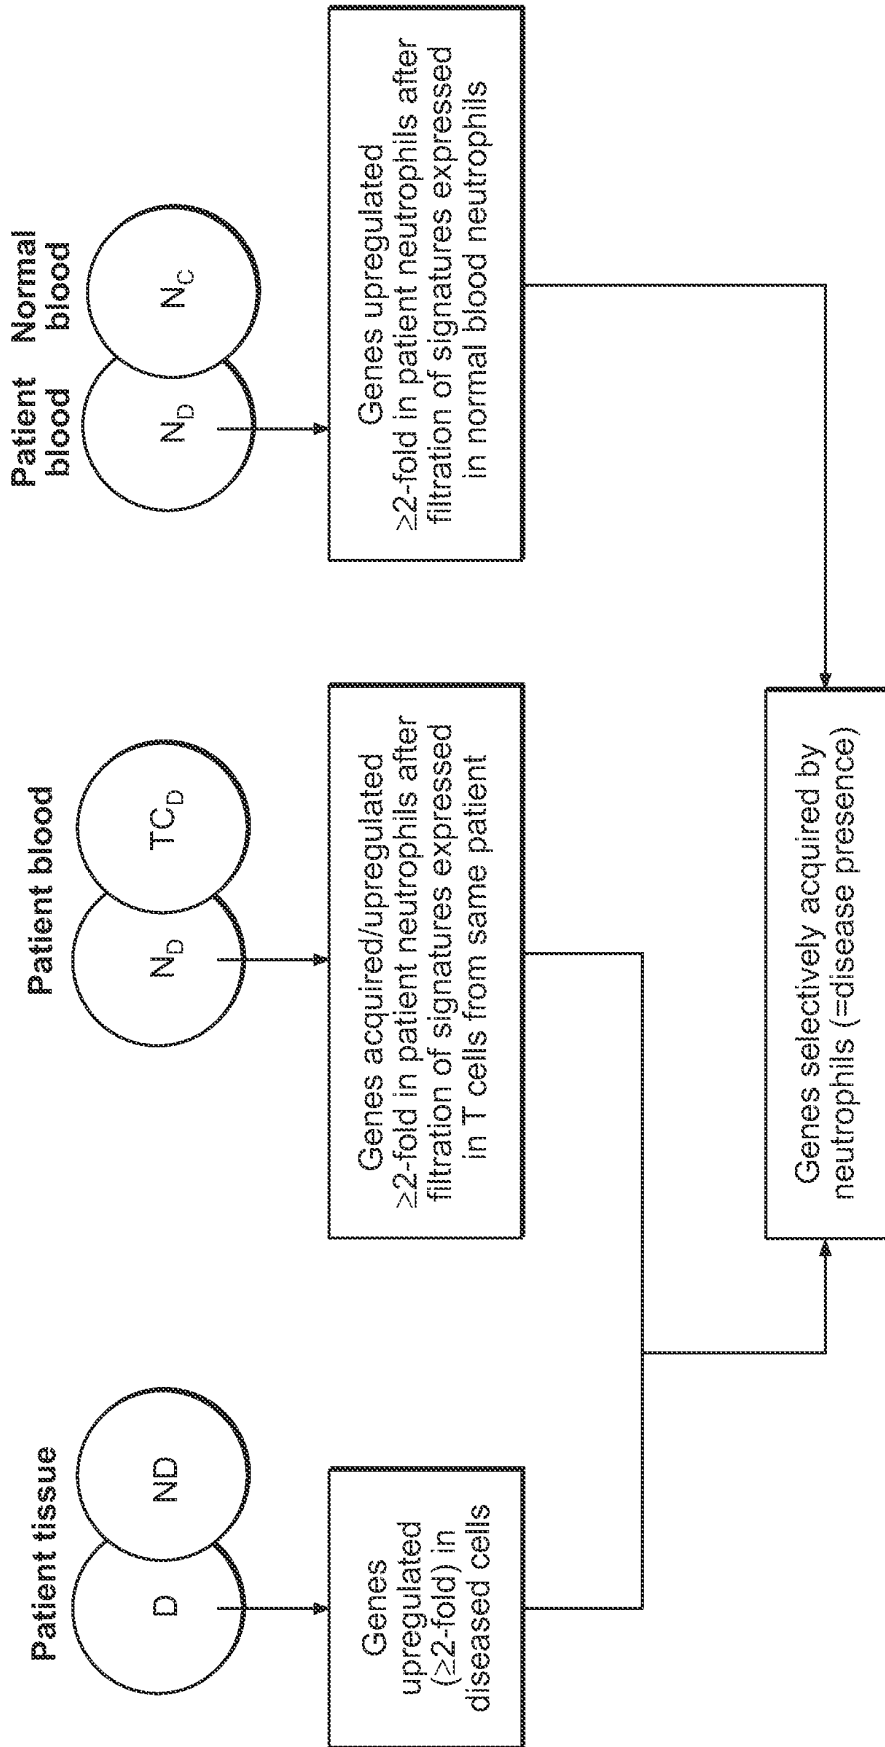 Patient tissue
D
ND
Genes
upregulated
(≥2-fold) in
diseased cells
Patient blood
N_D
TC_D
Genes acquired/upregulated
≥2-fold in patient neutrophils after
filtration of signatures expressed
in T cells from same patient
Patient
blood
Normal
blood
N_D
N_C
Genes upregulated
≥2-fold in patient neutrophils after
filtration of signatures expressed
in normal blood neutrophils
Genes selectively acquired by
neutrophils (=disease presence)